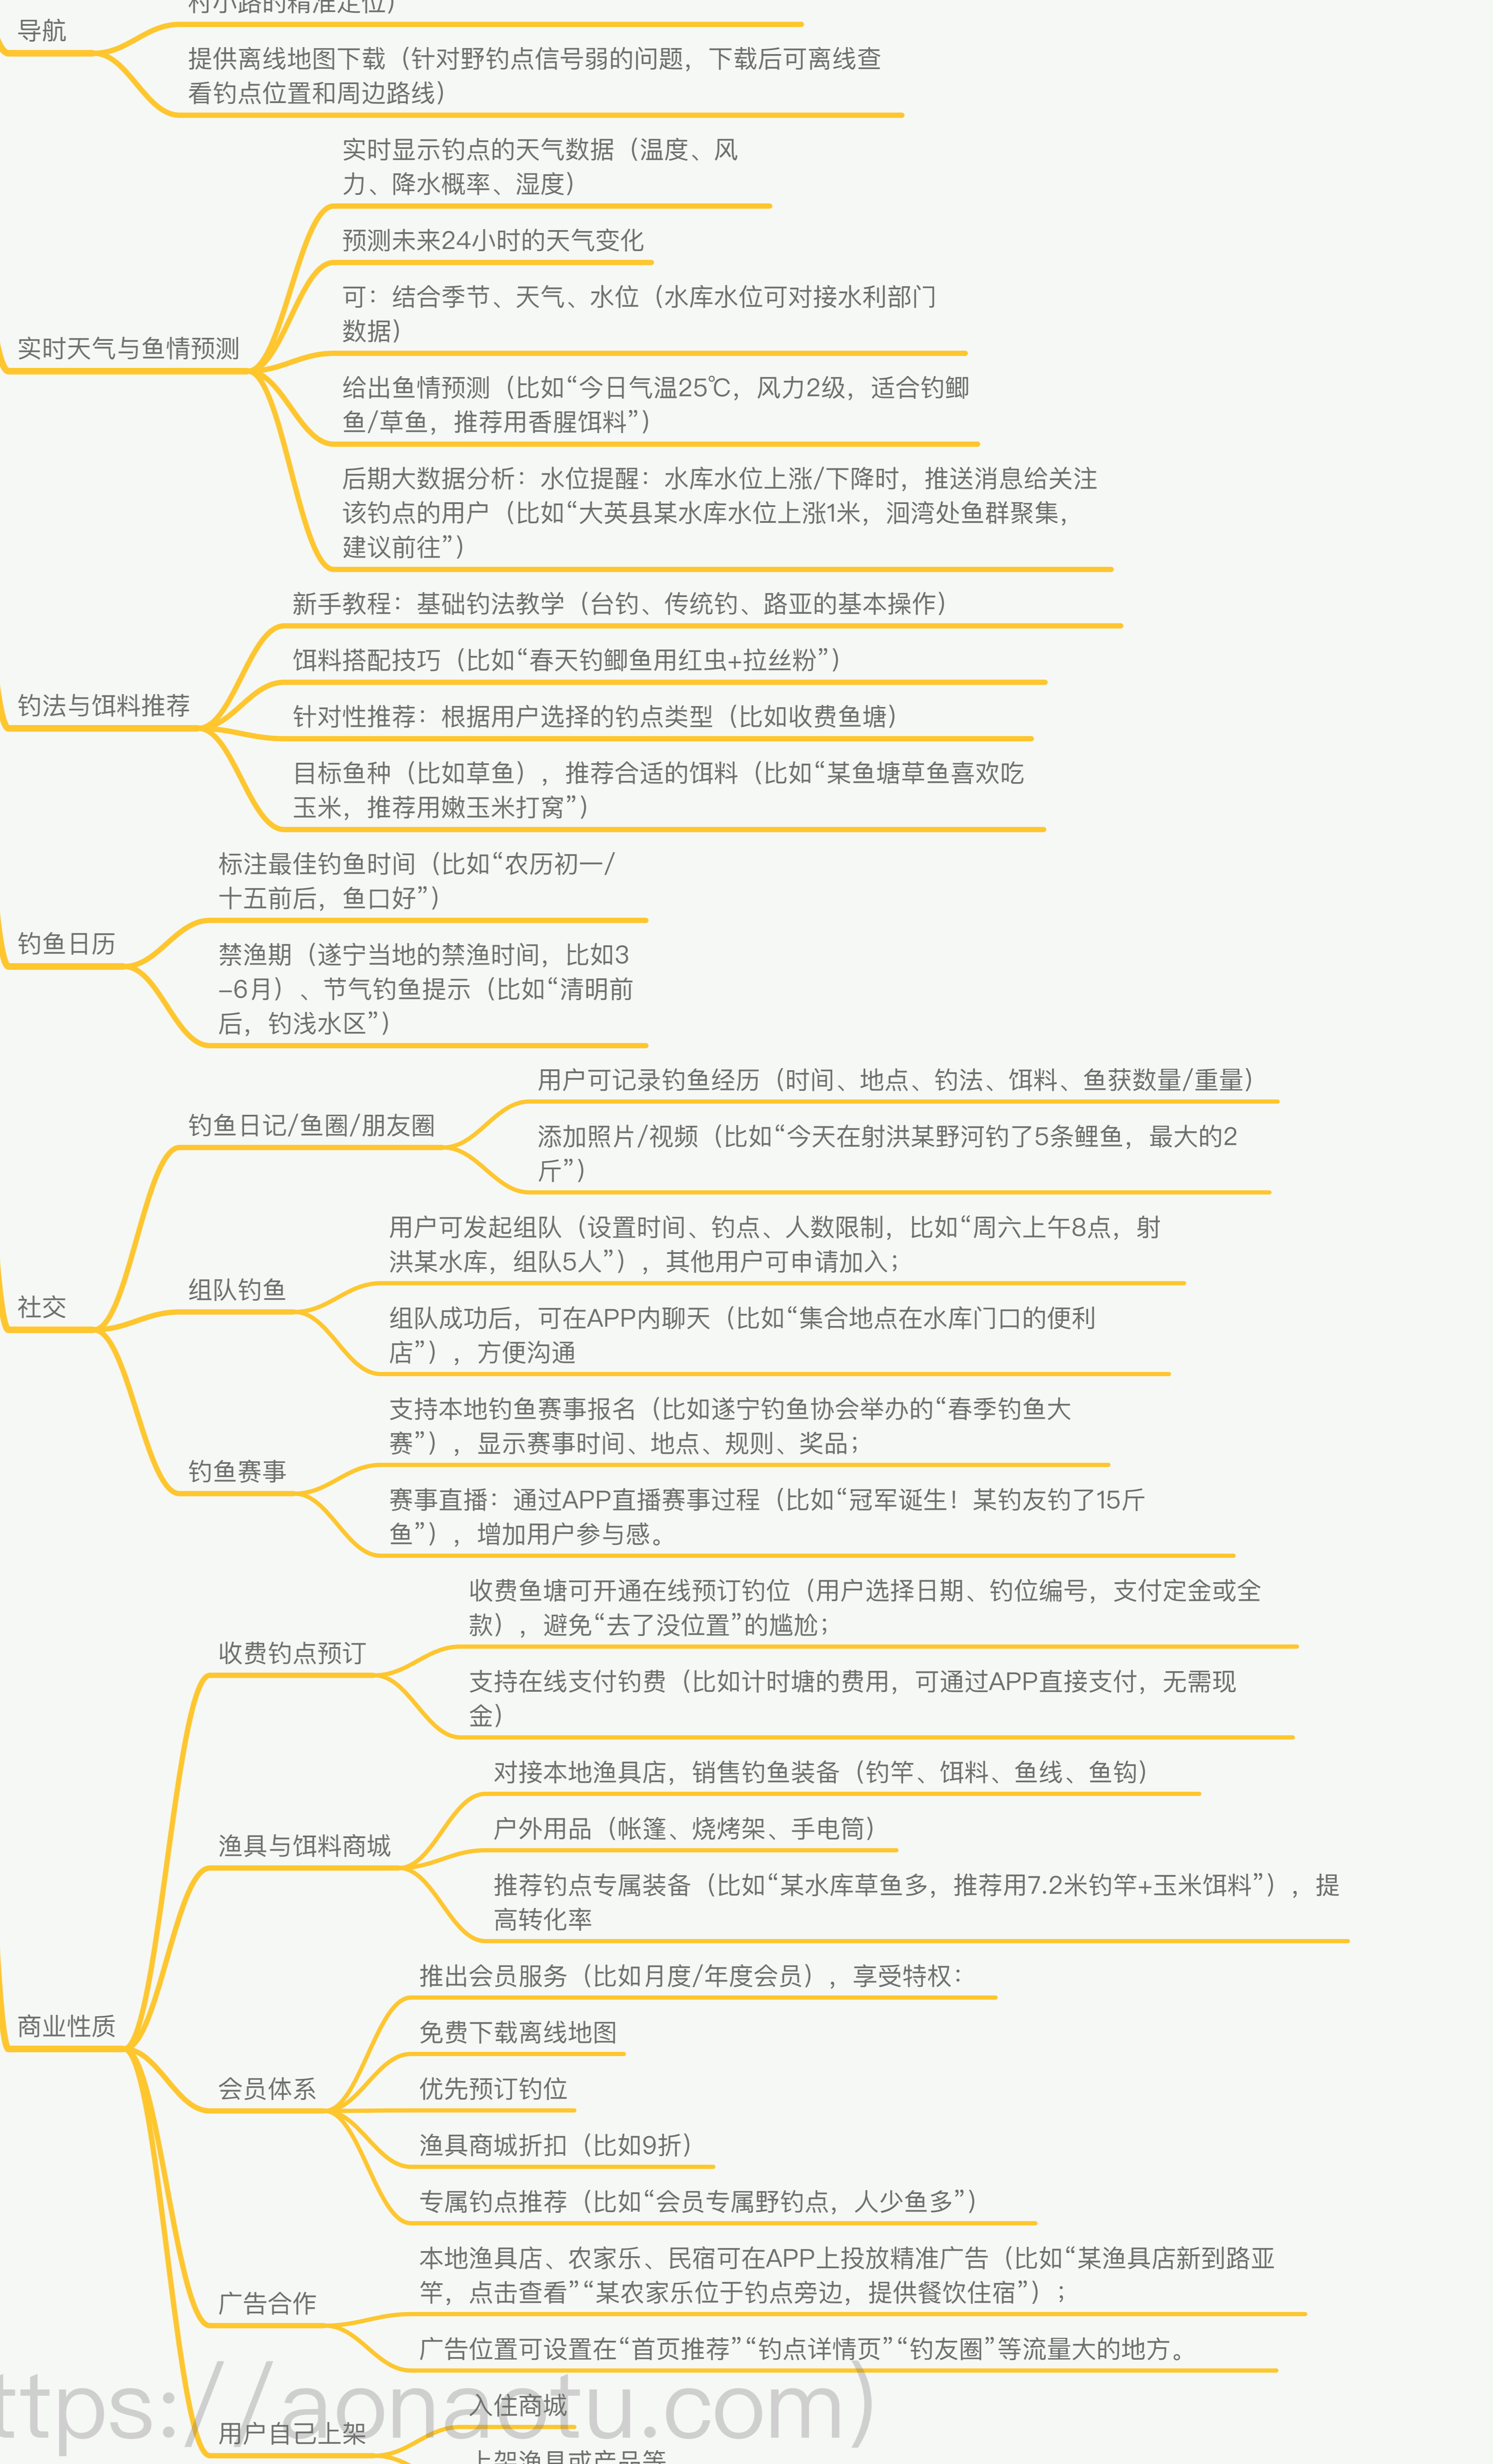 村小路的精准定位）
导航
提供离线地图下载（针对野钓点信号弱的问题，下载后可离线查
看钓点位置和周边路线）
实时显示钓点的天气数据（温度、风
力、降水概率、湿度）
预测未来24小时的天气变化
可：结合季节、天气、水位（水库水位可对接水利部门
数据）
实时天气与鱼情预测
给出鱼情预测（比如“今日气温25℃，风力2级，适合钓鲫
鱼/草鱼，推荐用香腥饵料”）
后期大数据分析：水位提醒：水库水位上涨/下降时，推送消息给关注
该钓点的用户（比如“大英县某水库水位上涨1米，洄湾处鱼群聚集，
建议前往”）
新手教程：基础钓法教学（台钓、传统钓、路亚的基本操作）
饵料搭配技巧（比如“春天钓鲫鱼用红虫+拉丝粉”）
钓法与饵料推荐
针对性推荐：根据用户选择的钓点类型（比如收费鱼塘）
目标鱼种（比如草鱼），推荐合适的饵料（比如“某鱼塘草鱼喜欢吃
玉米，推荐用嫩玉米打窝”）
标注最佳钓鱼时间（比如“农历初一/
十五前后，鱼口好”）
钓鱼日历
禁渔期（遂宁当地的禁渔时间，比如3
-6月）、节气钓鱼提示（比如“清明前
后，钓浅水区”）
用户可记录钓鱼经历（时间、地点、钓法、饵料、鱼获数量/重量）
钓鱼日记/鱼圈/朋友圈
添加照片/视频（比如“今天在射洪某野河钓了5条鲤鱼，最大的2
斤”）
用户可发起组队（设置时间、钓点、人数限制，比如“周六上午8点，射
洪某水库，组队5人”），其他用户可申请加入；
组队钓鱼
社交
组队成功后，可在APP内聊天（比如“集合地点在水库门口的便利
店”），方便沟通
支持本地钓鱼赛事报名（比如遂宁钓鱼协会举办的“春季钓鱼大
赛”），显示赛事时间、地点、规则、奖品；
钓鱼赛事
赛事直播：通过APP直播赛事过程（比如“冠军诞生！某钓友钓了15斤
鱼”），增加用户参与感。
收费鱼塘可开通在线预订钓位（用户选择日期、钓位编号，支付定金或全
款），避免“去了没位置”的尴尬；
收费钓点预订
支持在线支付钓费（比如计时塘的费用，可通过APP直接支付，无需现
金）
对接本地渔具店，销售钓鱼装备（钓竿、饵料、鱼线、鱼钩）
户外用品（帐篷、烧烤架、手电筒）
渔具与饵料商城
推荐钓点专属装备（比如“某水库草鱼多，推荐用7.2米钓竿+玉米饵料”），提
高转化率
推出会员服务（比如月度/年度会员），享受特权：
商业性质
免费下载离线地图
会员体系
优先预订钓位
渔具商城折扣（比如9折）
专属钓点推荐（比如“会员专属野钓点，人少鱼多”）
本地渔具店、农家乐、民宿可在APP上投放精准广告（比如“某渔具店新到路亚
竿，点击查看”“某农家乐位于钓点旁边，提供餐饮住宿”）；
广告合作
广告位置可设置在“首页推荐”“钓点详情页”“钓友圈”等流量大的地方。
入住商城
用户自己上架
上架渔具或产品等
ttps://aonaotu.com)